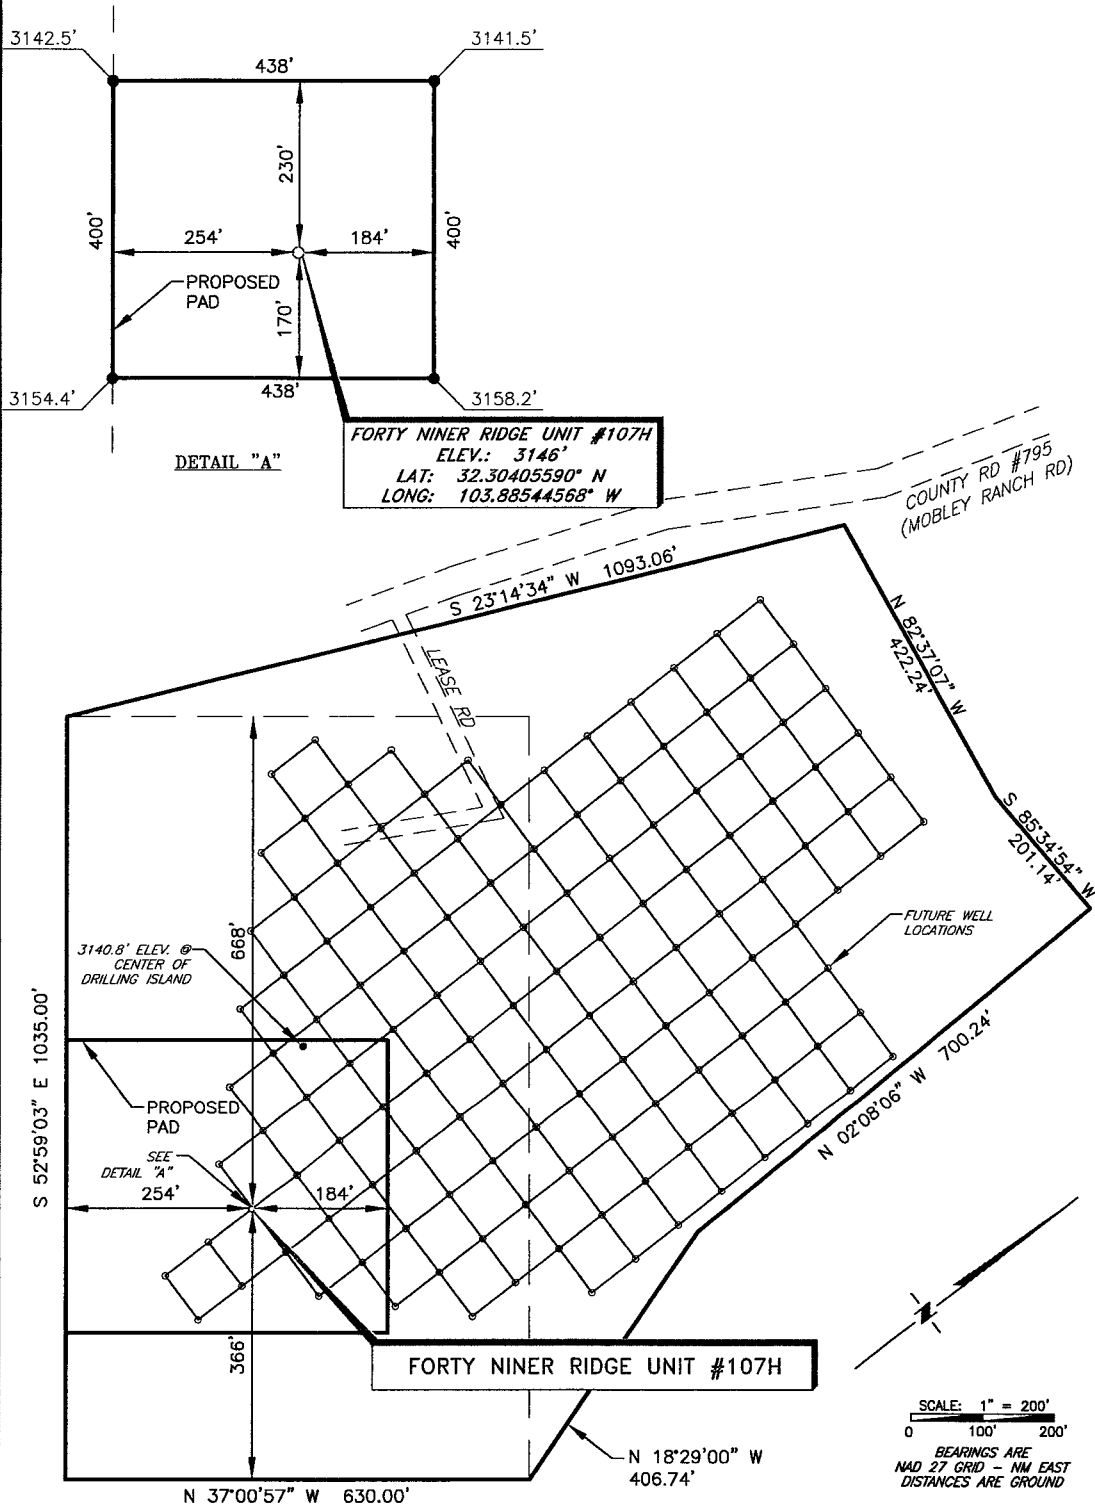 3142.5'
3141.5'
438'
230'
400'
400'
254'
184'
PROPOSED
PAD
170'
438'
3154.4'
3158.2'
DETAIL "A"
FORTY NINER RIDGE UNIT #107H
ELEV.: 3146'
LAT: 32.30405590° N
LONG: 103.88544568° W
COUNTY RD #795
(MOBLEY RANCH RD)
S 23°14'34" W 1093.06'
LEASE RD
N 82°37'07" W
422.24'
S 85°34'54" W
201.14'
FUTURE WELL
LOCATIONS
668'
3140.8' ELEV. @
CENTER OF
DRILLING ISLAND
S 52°59'03" E 1035.00'
N 02°08'06" W 700.24'
PROPOSED
PAD
SEE
DETAIL "A"
254'
184'
366'
FORTY NINER RIDGE UNIT #107H
N
N 18°29'00" W
406.74'
N 37°00'57" W 630.00'
SCALE: 1" = 200'
0 100' 200'
BEARINGS ARE
NAD 27 GRID - NM EAST
DISTANCES ARE GROUND